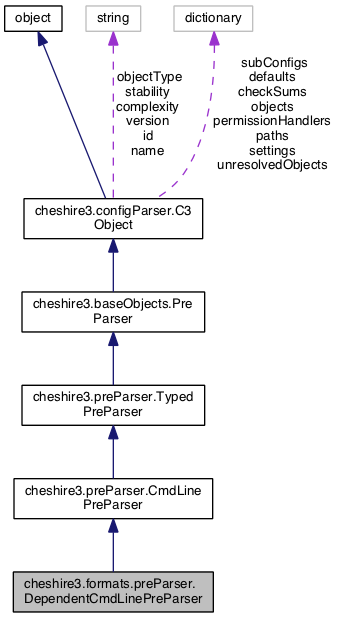 object
string
dictionary
objectType
stability
complexity
version
id
name
subConfigs
defaults
checkSums
objects
permissionHandlers
paths
settings
unresolvedObjects
cheshire3.configParser.C3
Object
cheshire3.baseObjects.Pre
Parser
cheshire3.preParser.Typed
PreParser
cheshire3.preParser.CmdLine
PreParser
cheshire3.formats.preParser.
DependentCmdLinePreParser